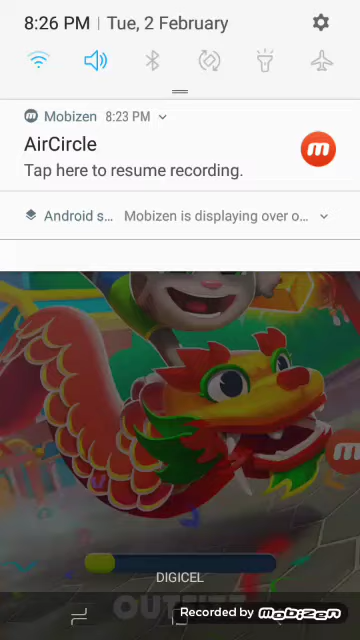 8:26 PM | Tue, 2 February
Mobizen 8:23 PM
AirCircle
Tap here to resume recording.
Android s... Mobizen is displaying over o...
DIGICEL
Recorded by Mobizen